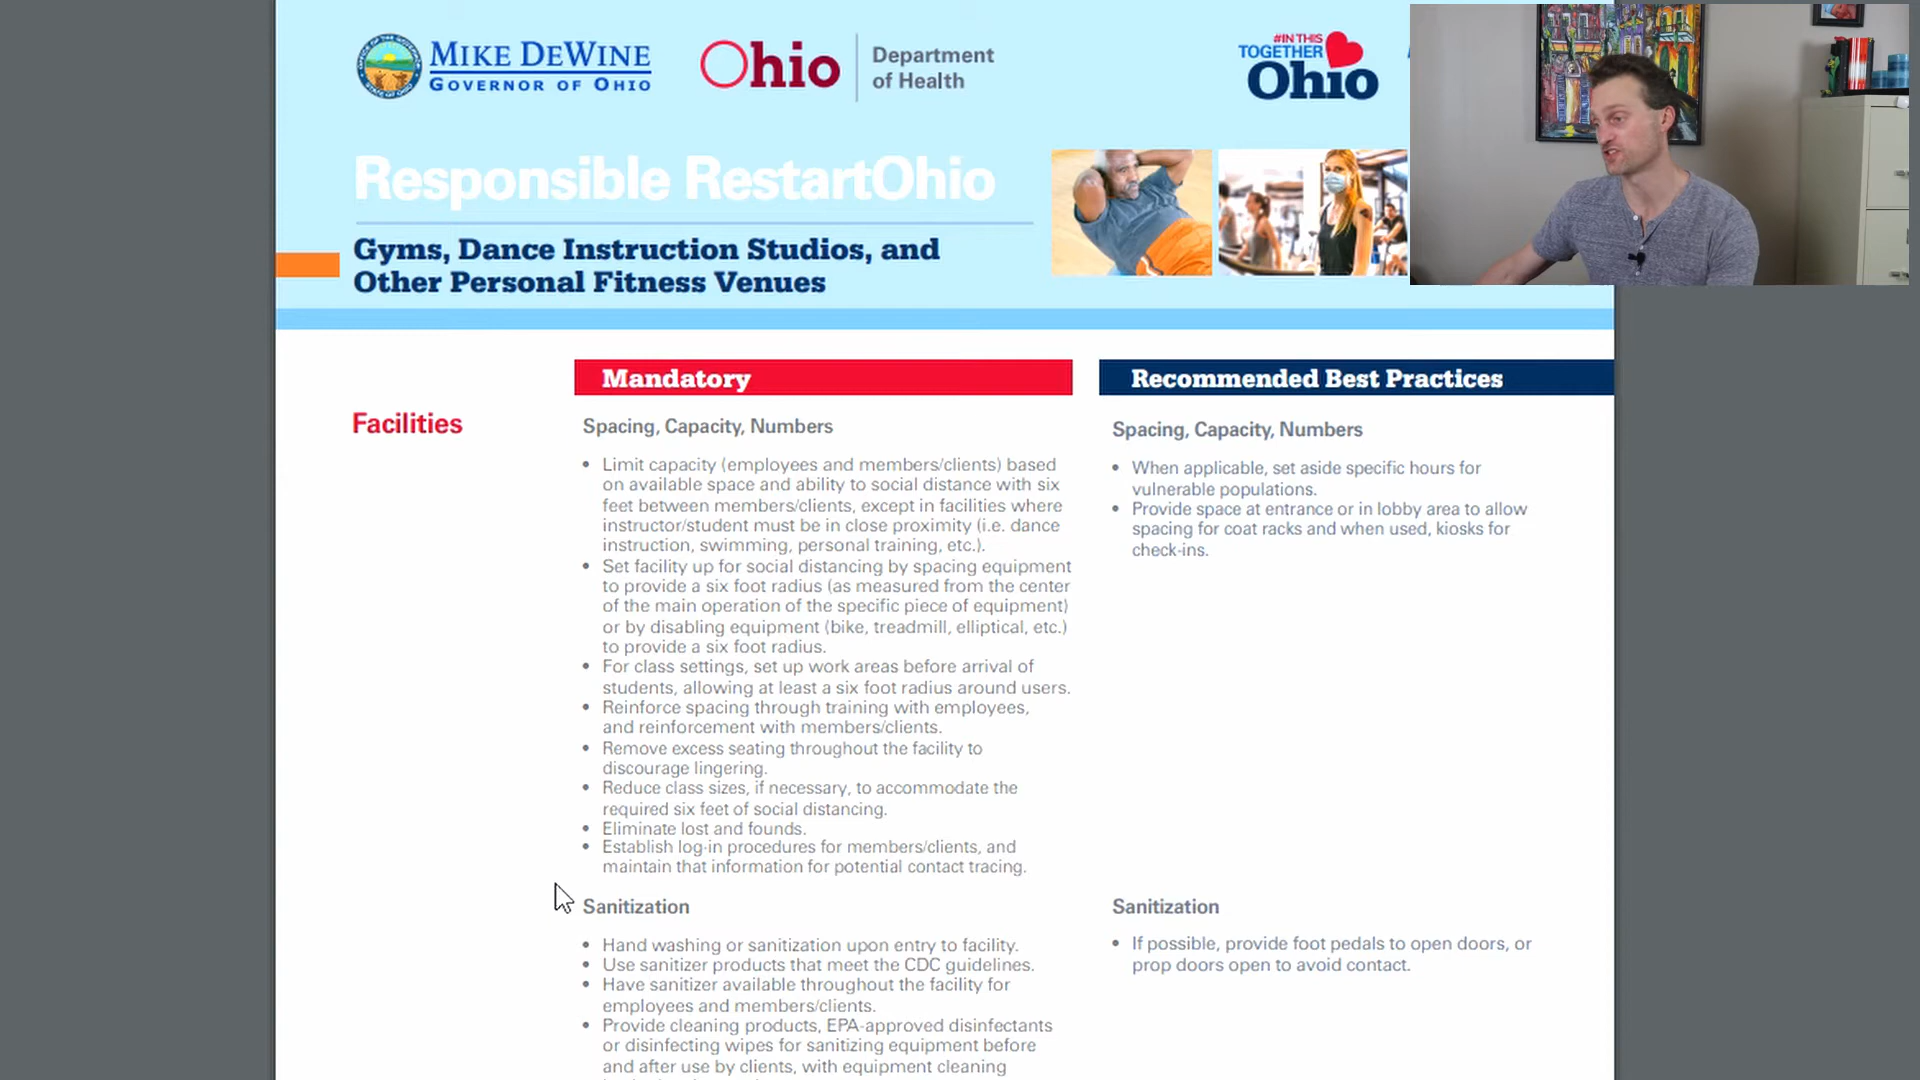 MIKE DEWINE
GOVERNOR OF OHIO
Ohio
Department
of Health
#IN THIS
TOGETHER
Ohio
Responsible RestartOhio
Gyms, Dance Instruction Studios, and
Other Personal Fitness Venues
Mandatory
Recommended Best Practices
Facilities
Spacing, Capacity, Numbers
• Limit capacity (employees and members/clients) based
on available space and ability to social distance with six
feet between members/clients, except in facilities where
instructor/student must be in close proximity (i.e. dance
instruction, swimming, personal training, etc.).
• Set facility up for social distancing by spacing equipment
to provide a six foot radius (as measured from the center
of the main operation of the specific piece of equipment)
or by disabling equipment (bike, treadmill, elliptical, etc.)
to provide a six foot radius.
• For class settings, set up work areas before arrival of
students, allowing at least a six foot radius around users.
• Reinforce spacing through training with employees,
and reinforcement with members/clients.
• Remove excess seating throughout the facility to
discourage lingering.
• Reduce class sizes, if necessary, to accommodate the
required six feet of social distancing.
• Eliminate lost and founds.
• Establish log-in procedures for members/clients, and
maintain that information for potential contact tracing.
Spacing, Capacity, Numbers
• When applicable, set aside specific hours for
vulnerable populations.
• Provide space at entrance or in lobby area to allow
spacing for coat racks and when used, kiosks for
check-ins.
Sanitization
• Hand washing or sanitization upon entry to facility.
• Use sanitizer products that meet the CDC guidelines.
• Have sanitizer available throughout the facility for
employees and members/clients.
• Provide cleaning products, EPA-approved disinfectants
or disinfecting wipes for sanitizing equipment before
and after use by clients, with equipment cleaning
Sanitization
• If possible, provide foot pedals to open doors, or
prop doors open to avoid contact.